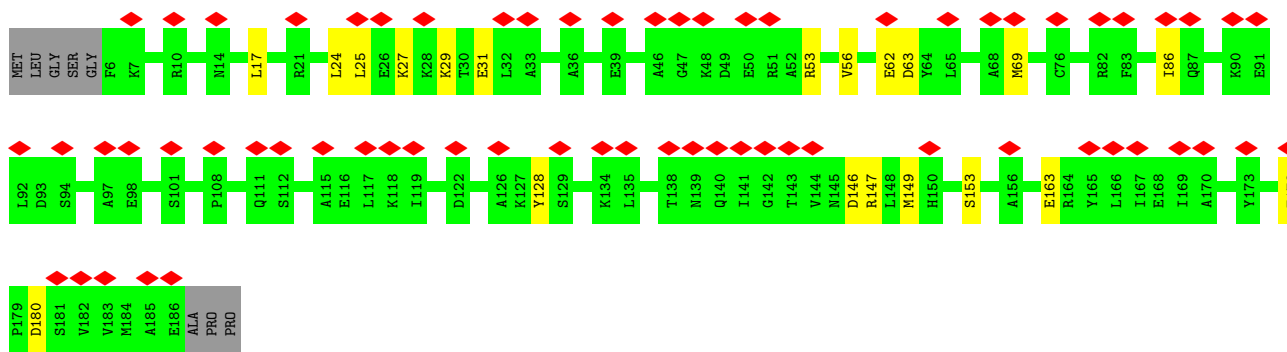 MET LEU GLY SER GLY F6 K7 R10 N14 L17 R21 L24 L25 E26 K27 K28 K29 T30 E31 L32 A33 A36 E39 A46 G47 K48 D49 E50 R51 A52 R53 V56 E62 D63 Y64 L65 A68 M69 C76 R82 F83 I86 Q87 K90 E91
L92 D93 S94 A97 E98 S101 P108 Q111 S112 A115 E116 L117 K118 I119 D122 A126 K127 Y128 S129 K134 L135 T138 N139 Q140 I141 G142 T143 V144 N145 D146 R147 L148 M149 H150 S153 A156 E163 R164 Y165 L166 I167 E168 I169 A170 Y173
P179 D180 S181 V182 V183 M184 A185 E186 ALA PRO PRO